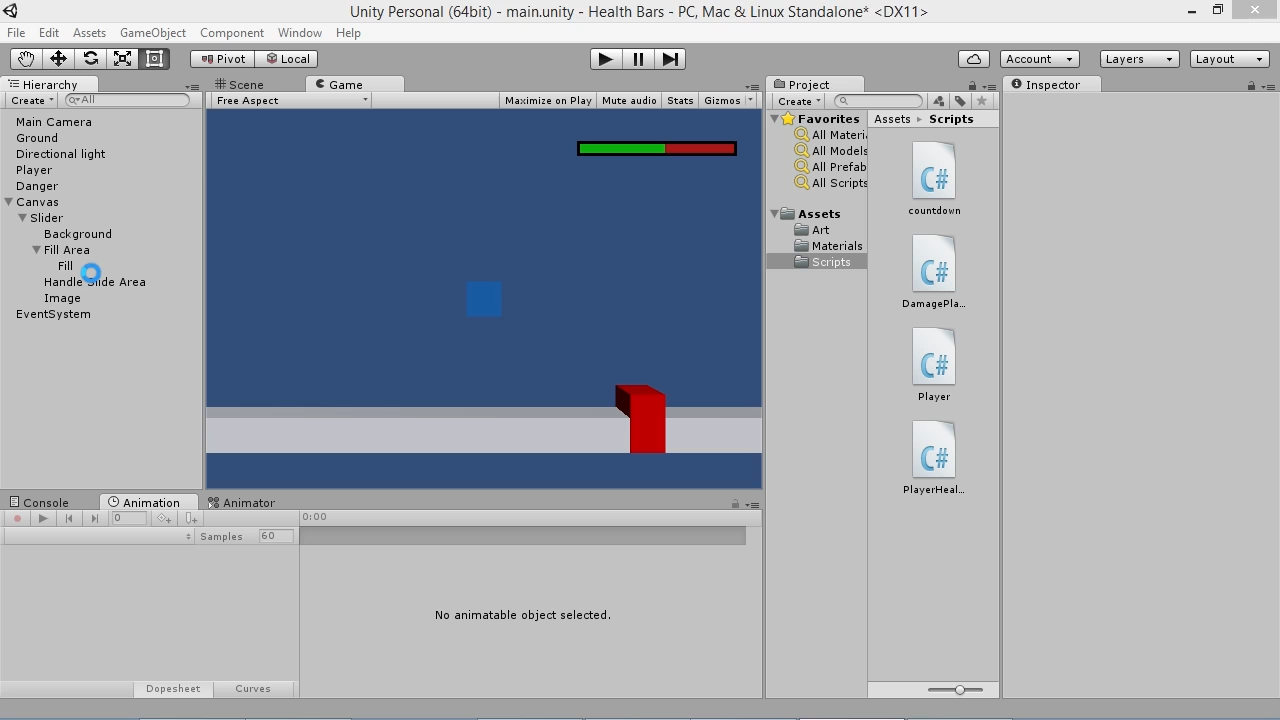 Unity Personal (64bit) - main.unity - Health Bars - PC, Mac & Linux Standalone* <DX11>
File Edit Assets GameObject Component Window Help
Pivot Local Account Layers Layout
Hierarchy Scene Game Project Inspector
Create All Free Aspect Maximize on Play Mute audio Stats Gizmos Create
Main Camera
Ground
Directional light
Player
Danger
Canvas
Slider
Background
Fill Area
Fill
Handle Slide Area
Image
EventSystem
Favorites
All Materi
All Models
All Prefab
All Scripts
Assets
Art
Materials
Scripts
Assets ▸ Scripts
C#
countdown
C#
DamagePla...
C#
Player
C#
PlayerHeal...
Console Animation Animator
0 0:00
Samples 60
No animatable object selected.
Dopesheet Curves